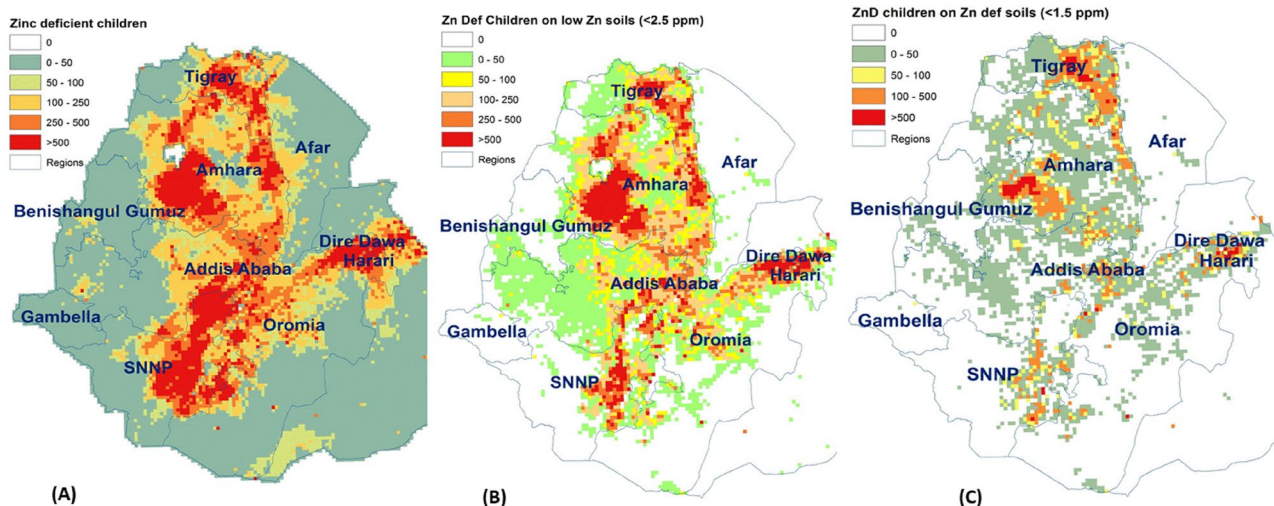 Zinc deficient children
0
0 - 50
50 - 100
100 - 250
250 - 500
>500
Regions
Tigray
Afar
Amhara
Benishangul Gumuz
Dire Dawa
Harari
Addis Ababa
Gambella
Oromia
SNNP
(A)
Zn Def Children on low Zn soils (<2.5 ppm)
0
0 - 50
50 - 100
100- 250
250 - 500
>500
Regions
Tigray
Afar
Amhara
Benishangul Gumuz
Dire Dawa
Harari
Addis Ababa
Gambella
Oromia
SNNP
(B)
ZnD children on Zn def soils (<1.5 ppm)
0
0 - 50
50 - 100
100 - 500
>500
Regions
Tigray
Afar
Amhara
Benishangul Gumuz
Dire Dawa
Harari
Addis Ababa
Gambella
Oromia
SNNP
(C)